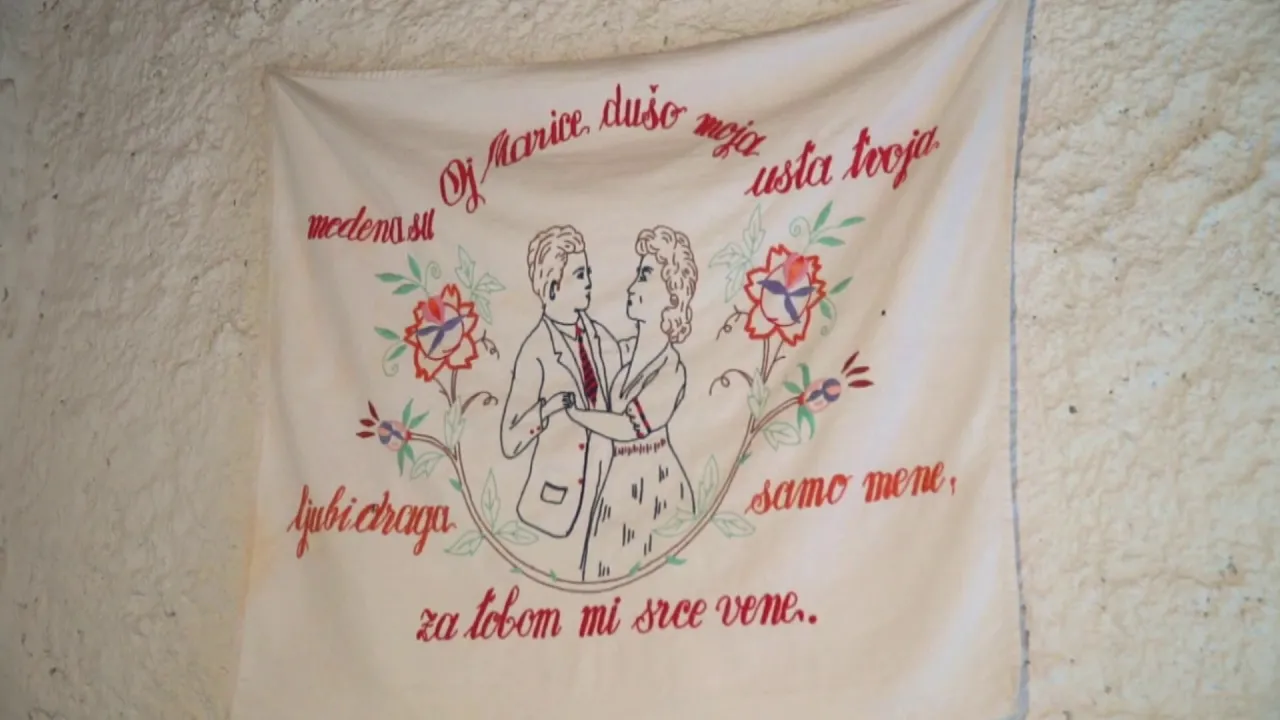 Oj Marice dušo moja
medena su usta tvoja
ljubi draga samo mene,
za tobom mi srce vene.